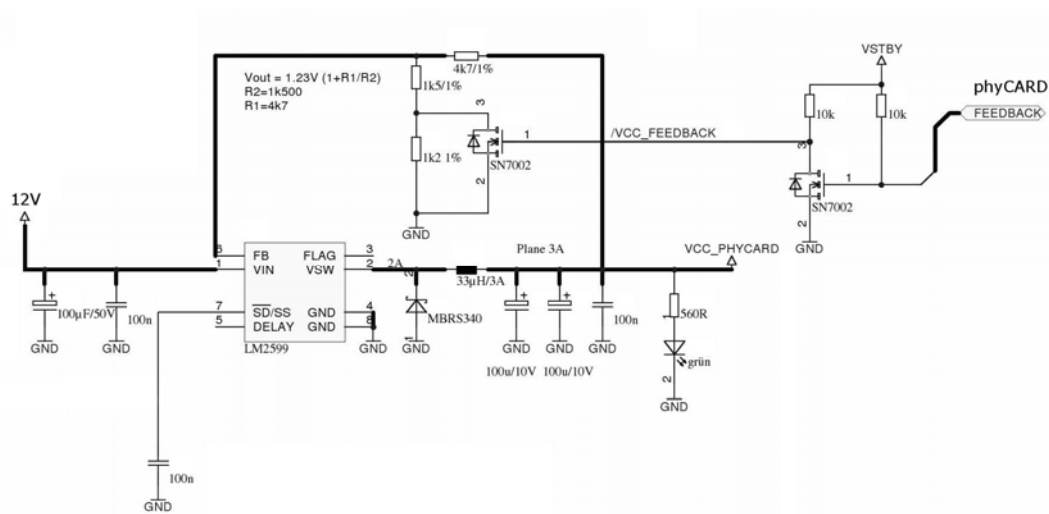 Vout = 1.23V (1+R1/R2)
R2=1k500
R1=4k7
4k7/1%
1k5/1%
3
1
/VCC_FEEDBACK
SN7002
1k2 1%
2
GND
VSTBY
10k
10k
phyCARD
FEEDBACK
3
1
SN7002
2
GND
12V
6
FB
FLAG
3
1
VIN
VSW
2
2A
7
SD/SS
GND
4
5
DELAY
GND
8
LM2599
GND
100µF/50V
GND
100n
GND
100n
GND
2
MBRS340
1
GND
33µH/3A
Plane 3A
VCC_PHYCARD
GND
100u/10V
GND
100u/10V
100n
GND
560R
1
grün
2
GND